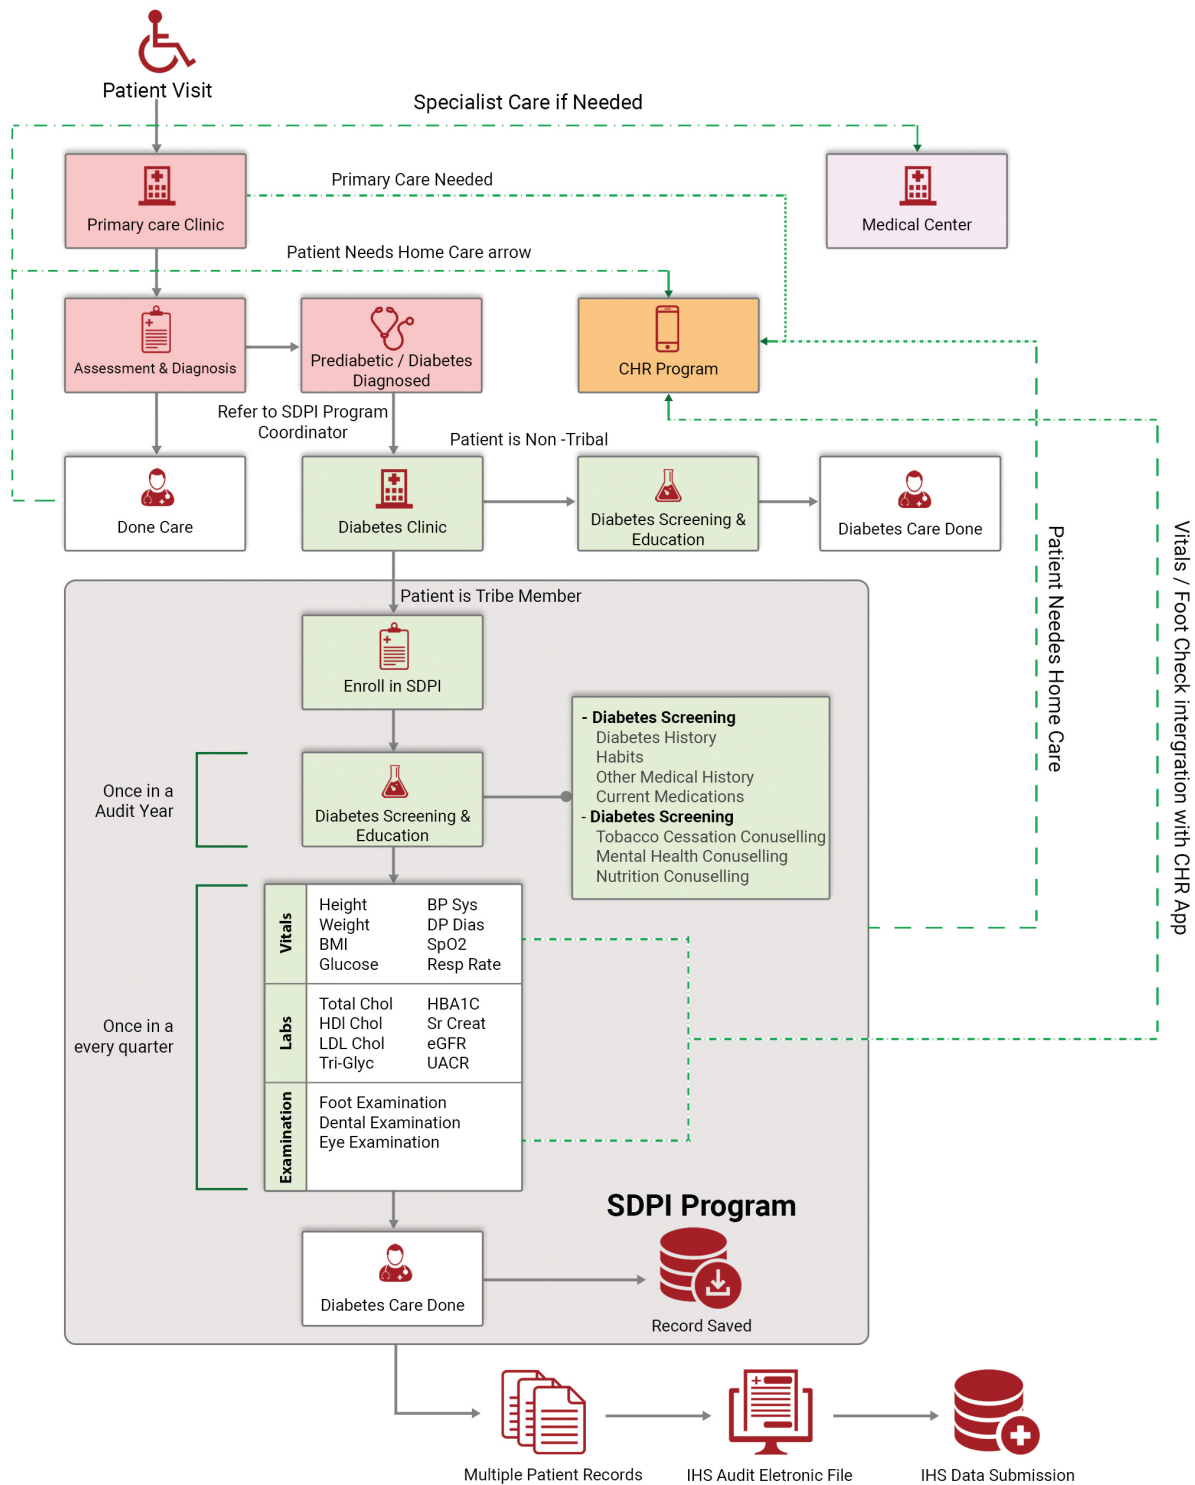 Patient Visit
Specialist Care if Needed
Primary Care Needed
Primary care Clinic
Medical Center
Patient Needs Home Care arrow
Assessment & Diagnosis
Prediabetic / Diabetes
Diagnosed
CHR Program
Refer to SDPI Program
Coordinator
Patient is Non -Tribal
Done Care
Diabetes Clinic
Diabetes Screening &
Education
Diabetes Care Done
Patient Needes Home Care
Vitals / Foot Check intergration with CHR App
Patient is Tribe Member
Enroll in SDPI
Once in a
Audit Year
Diabetes Screening &
Education
- Diabetes Screening
Diabetes History
Habits
Other Medical History
Current Medications
- Diabetes Screening
Tobacco Cessation Conuselling
Mental Health Conuselling
Nutrition Conuselling
Once in a
every quarter
Vitals
Height BP Sys
Weight DP Dias
BMI SpO2
Glucose Resp Rate
Labs
Total Chol HBA1C
HDl Chol Sr Creat
LDL Chol eGFR
Tri-Glyc UACR
Examination
Foot Examination
Dental Examination
Eye Examination
SDPI Program
Diabetes Care Done
Record Saved
Multiple Patient Records
IHS Audit Eletronic File
IHS Data Submission